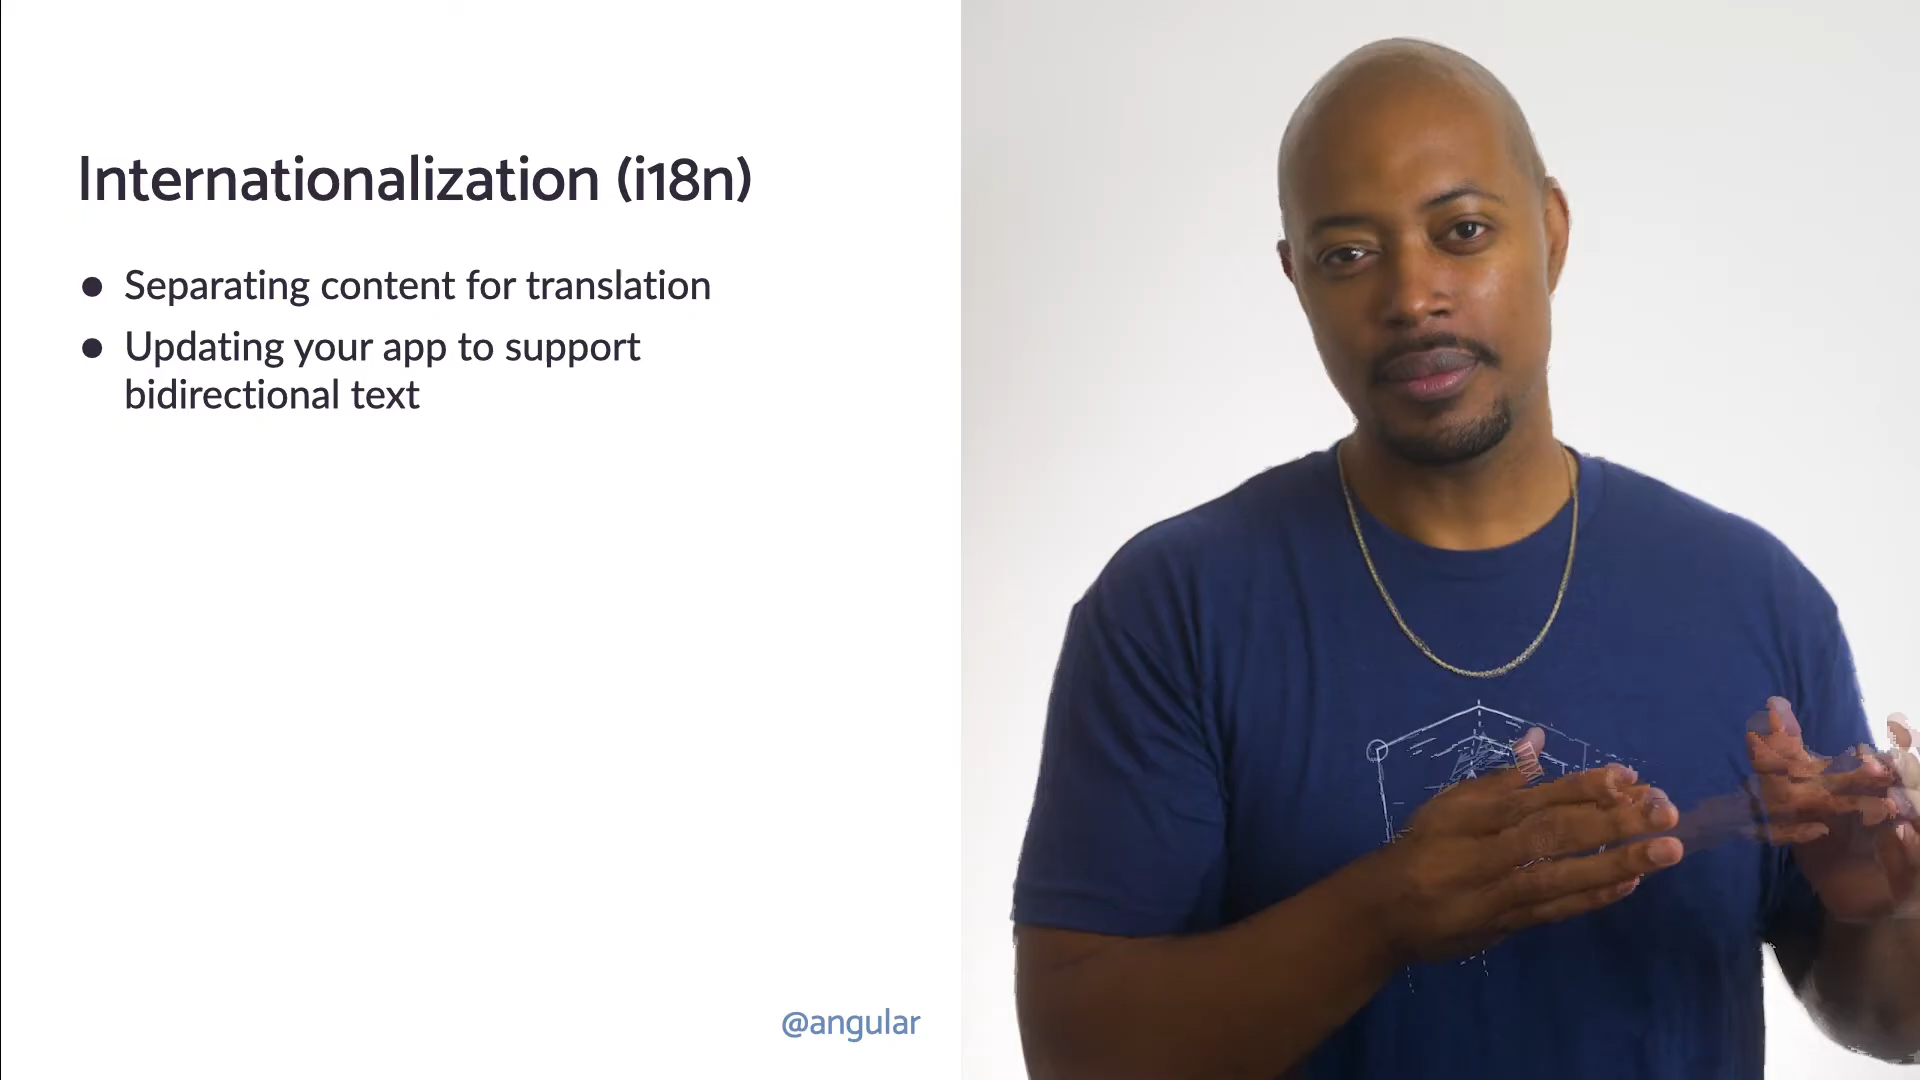 Internationalization (i18n)
● Separating content for translation
● Updating your app to support
bidirectional text
@angular